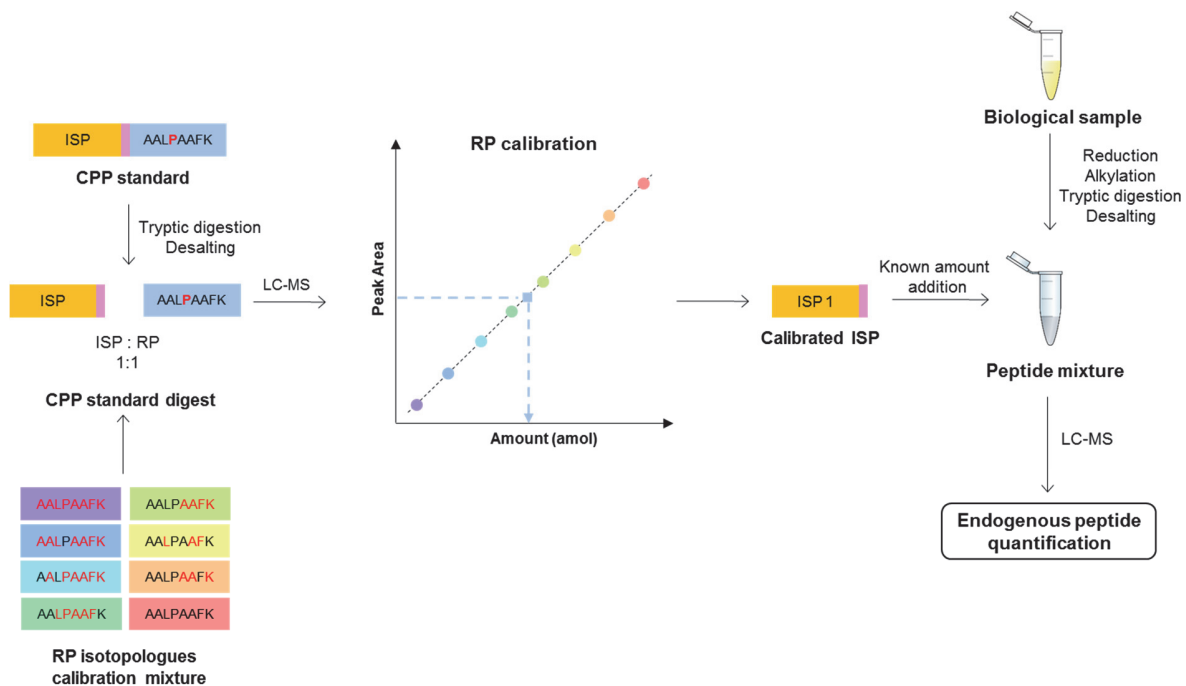 ISP
AALPAAFK
CPP standard
Tryptic digestion
Desalting
ISP
AALPAAFK
ISP : RP
1:1
CPP standard digest
AALPAAFK
AALPAAFK
AALPAAFK
AALPAAFK
AALPAAFK
AALPAAFK
AALPAAFK
AALPAAFK
RP isotopologues
calibration mixture
LC-MS
RP calibration
Peak Area
Amount (amol)
ISP 1
Calibrated ISP
Known amount
addition
Biological sample
Reduction
Alkylation
Tryptic digestion
Desalting
Peptide mixture
LC-MS
Endogenous peptide
quantification